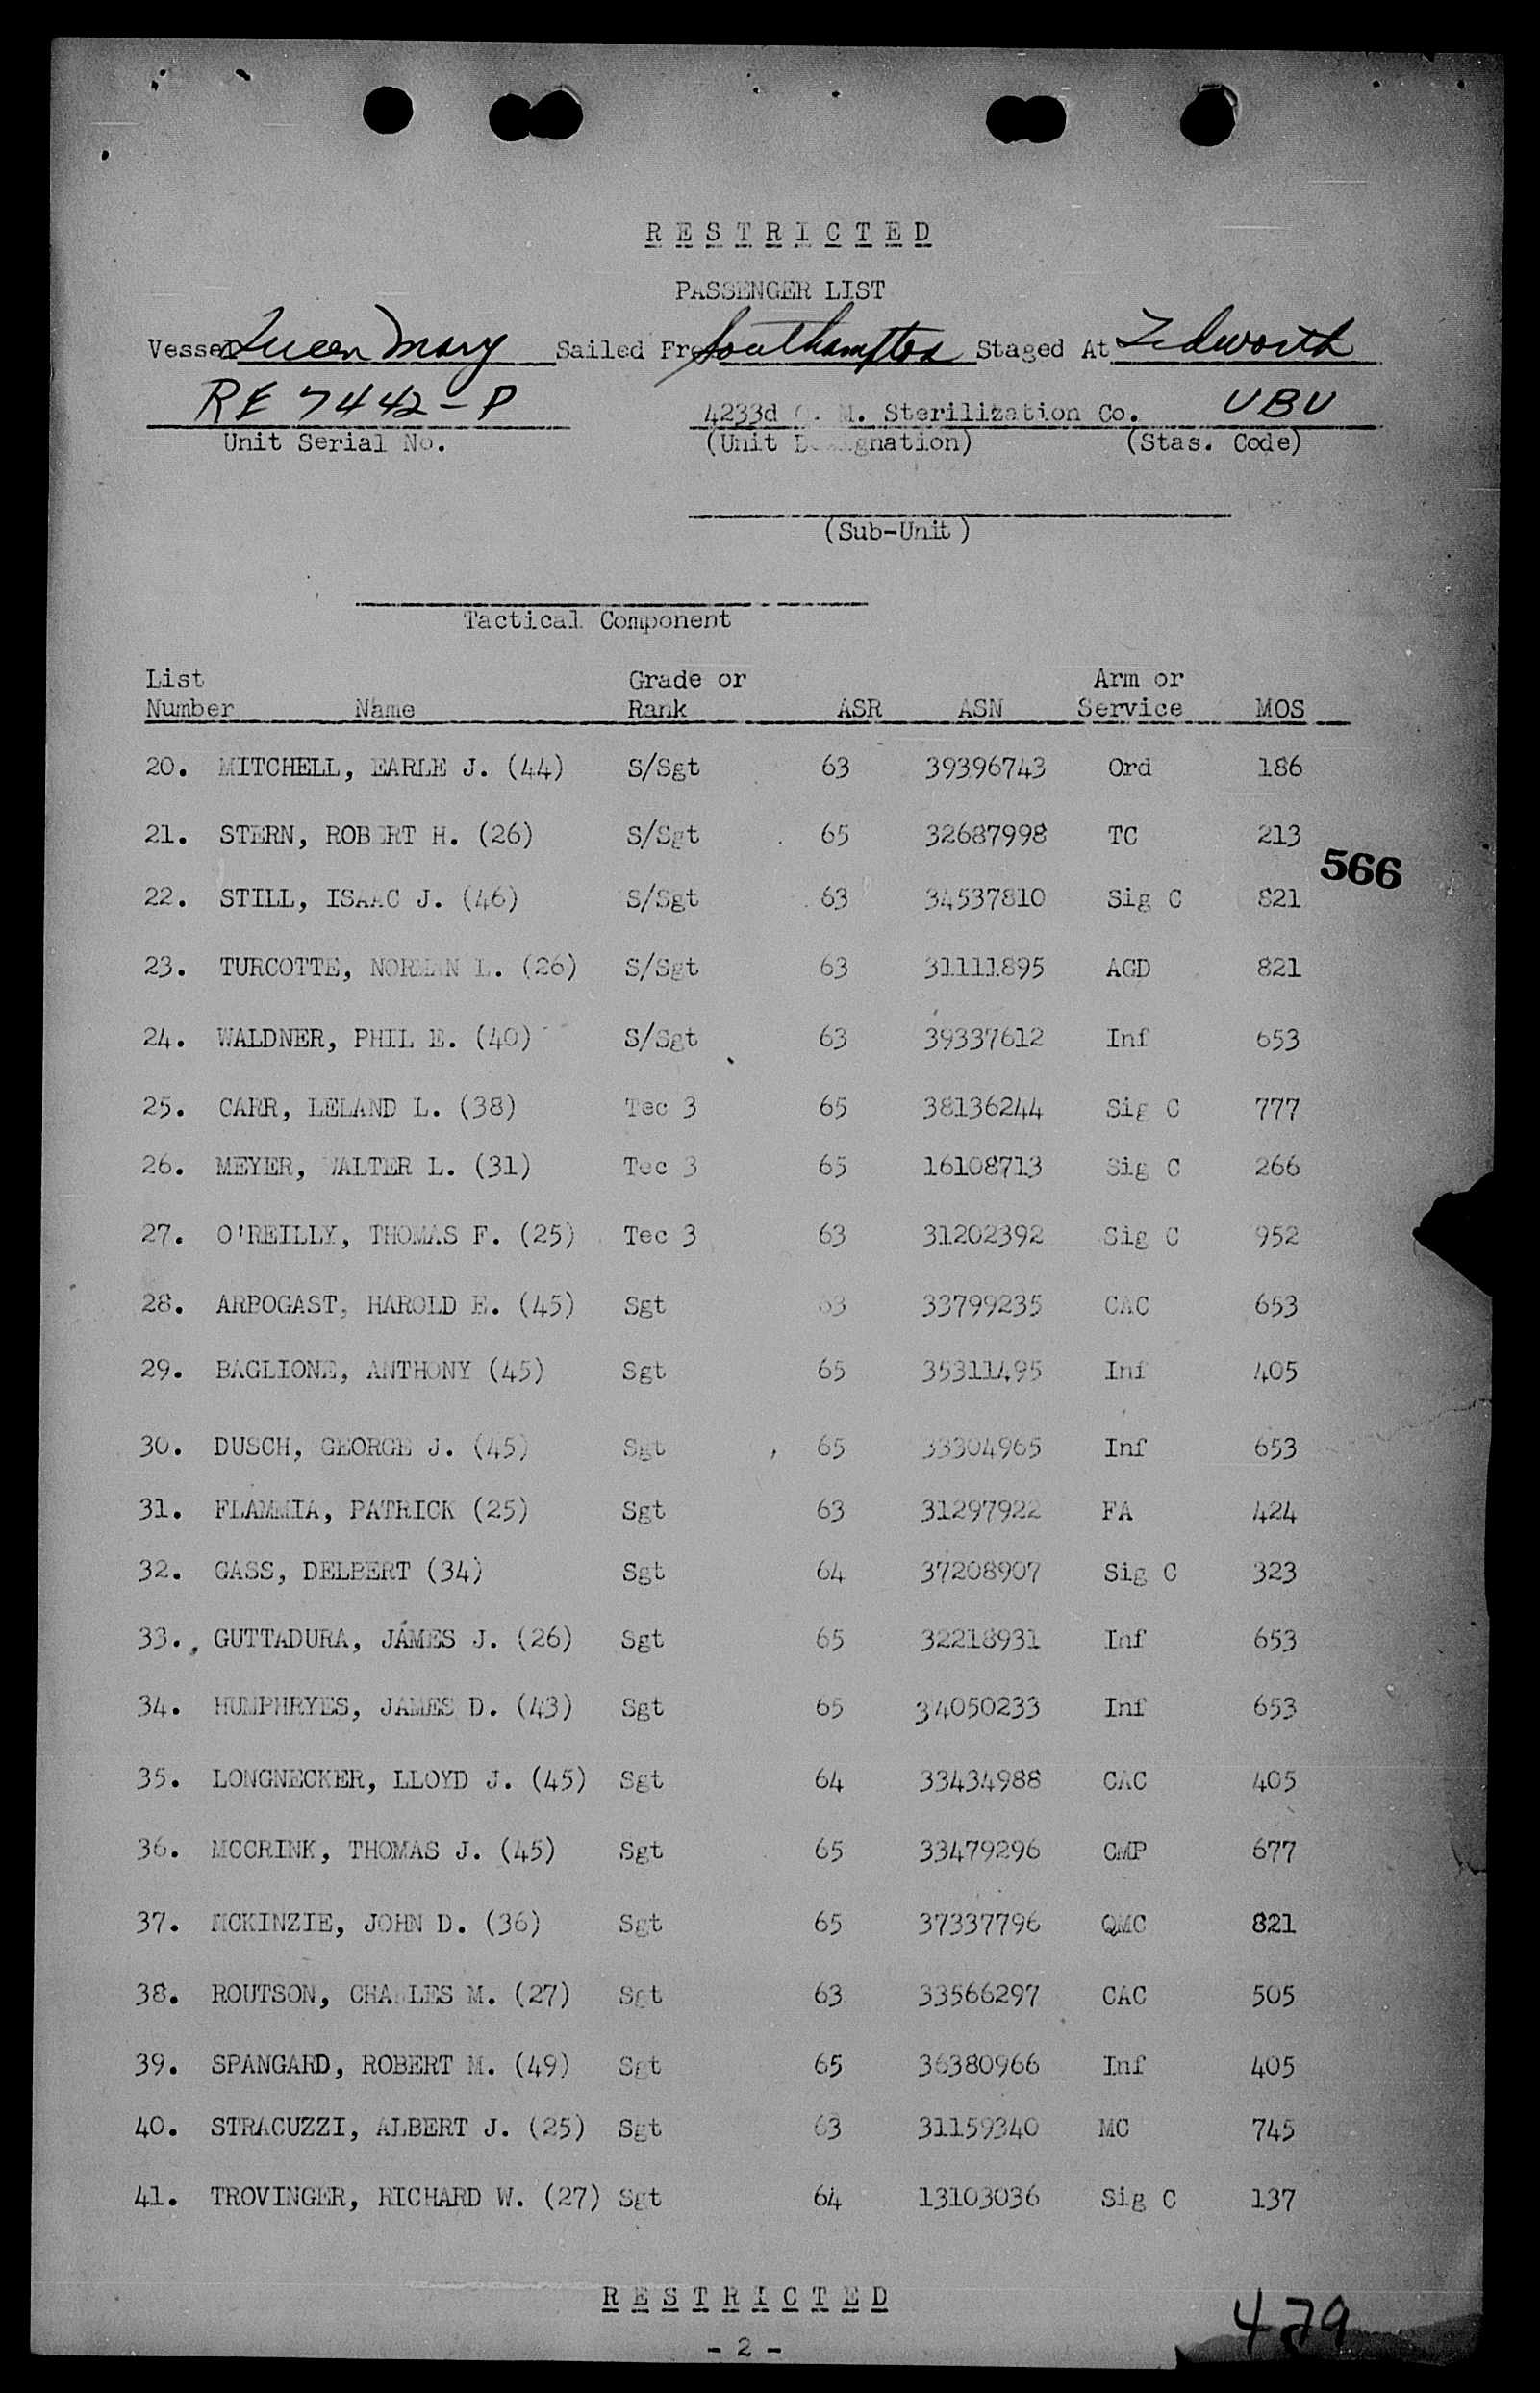 RESTRICTED
PASSENGER LIST
Vessel Queen Mary Sailed From Southampton Staged At Tidworth
RE 7442-P 4233d Q. M. Sterilization Co. UBU
Unit Serial No. (Unit Designation) (Stas. Code)
(Sub-Unit)
Tactical Component
List Grade or Arm or
Number Name Rank ASR ASN Service MOS
20. MITCHELL, EARLE J. (44) S/Sgt 63 39396743 Ord 186
21. STERN, ROBERT H. (26) S/Sgt 65 32687998 TC 213
566
22. STILL, ISAAC J. (46) S/Sgt 63 34537810 Sig C 821
23. TURCOTTE, NORMAN L. (26) S/Sgt 63 31111895 AGD 821
24. WALDNER, PHIL E. (40) S/Sgt 63 39337612 Inf 653
25. CARR, LELAND L. (38) Tec 3 65 38136244 Sig C 777
26. MEYER, WALTER L. (31) Tec 3 65 16108713 Sig C 266
27. O'REILLY, THOMAS F. (25) Tec 3 63 31202392 Sig C 952
28. ARBOGAST, HAROLD E. (45) Sgt 63 33799235 CAC 653
29. BAGLIONE, ANTHONY (45) Sgt 65 35311495 Inf 405
30. DUSCH, GEORGE J. (45) Sgt 65 33304965 Inf 653
31. FLAMMIA, PATRICK (25) Sgt 63 31297922 FA 424
32. GASS, DELBERT (34) Sgt 64 37208907 Sig C 323
33. GUTTADURA, JAMES J. (26) Sgt 65 32218931 Inf 653
34. HUMPHRYES, JAMES D. (43) Sgt 65 34050233 Inf 653
35. LONGNECKER, LLOYD J. (45) Sgt 64 33434988 CAC 405
36. MCCRINK, THOMAS J. (45) Sgt 65 33479296 CMP 677
37. MCKINZIE, JOHN D. (36) Sgt 65 37337796 QMC 821
38. ROUTSON, CHARLES M. (27) Sgt 63 33566297 CAC 505
39. SPANGARD, ROBERT M. (49) Sgt 65 36380966 Inf 405
40. STRACUZZI, ALBERT J. (25) Sgt 63 31159340 MC 745
41. TROVINGER, RICHARD W. (27) Sgt 64 13103036 Sig C 137
RESTRICTED
- 2 -
479